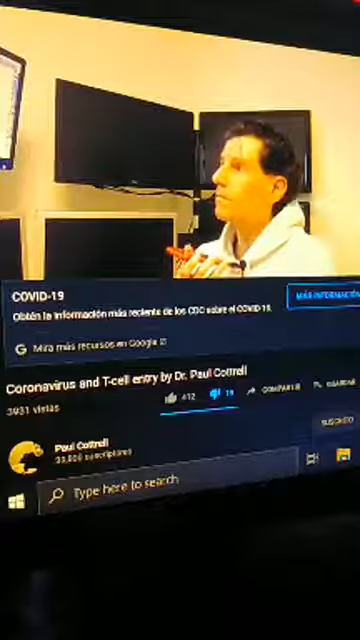 COVID-19
Obtén la información más reciente de los CDC sobre el COVID-19.
MÁS INFORMACIÓN
G Mira más recursos en Google
Coronavirus and T-cell entry by Dr. Paul Cottrell
3931 vistas
412
19
COMPARTIR
GUARDAR
Paul Cottrell
suscriptores
SUSCRITO
Type here to search